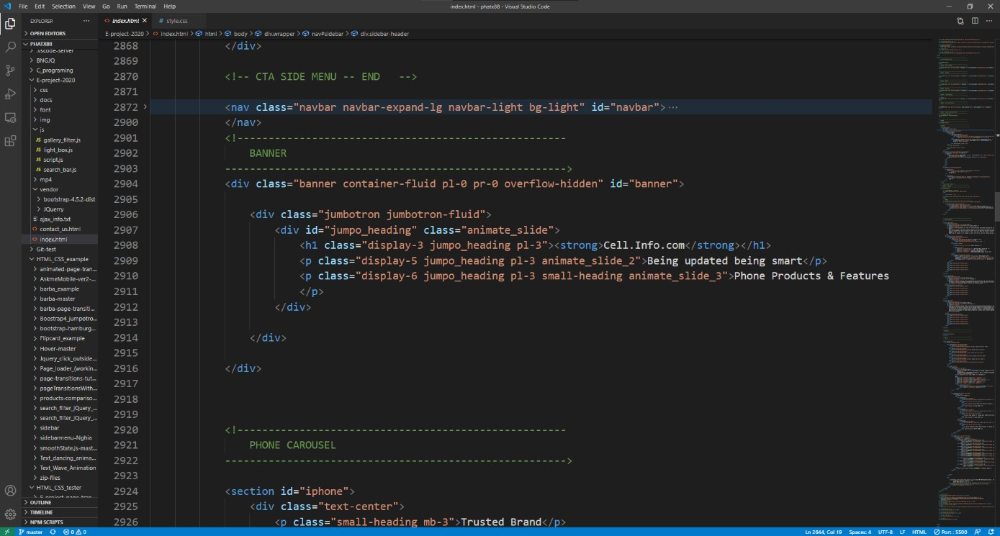 File Edit Selection View Go Run Terminal Help
index.html - phatx88 - Visual Studio Code
EXPLORER ...
OPEN EDITORS
PHATX88
.vscode-server
BNGJQ
C_programing
E-project-2020
css
docs
font
img
js
JS gallery_filter.js
JS light_box.js
JS script.js
JS search_bar.js
mp4
vendor
bootstrap-4.5.2-dist
JQuerry
ajax_info.txt
contact_us.html
index.html
Git-test
HTML_CSS_example
animated-page-tran...
AskmeMobile-ver2-...
barba_example
barba-master
barba-page-transiti...
Boostrap4_jumpotro...
bootstrap-hamburg...
Flipcard_example
Hover-master
Jquery_click_outside...
Page_loader_(workin...
page-transitions-tut...
pageTransitionsWith...
products-compariso...
search_filter_jQuery_...
search_filter_jQuery_...
sidebar
sidebarmenu-Nghia
smoothState.js-mast...
Text_dancing_anima...
Text_Wave_Animation
zip-files
HTML_CSS_tester
E-project-page-tran...
OUTLINE
TIMELINE
NPM SCRIPTS
index.html
# style.css
E-project-2020 > index.html > html > body > div.wrapper > nav#sidebar > div.sidebar-header
2868 </div>
2869
2870 <!-- CTA SIDE MENU -- END   -->
2871
2872 > <nav class="navbar navbar-expand-lg navbar-light bg-light" id="navbar">...
2900 </nav>
2901 <!------------------------------------------------------
2902 BANNER
2903 -------------------------------------------------------->
2904 <div class="banner container-fluid pl-0 pr-0 overflow-hidden" id="banner">
2905
2906 <div class="jumbotron jumbotron-fluid">
2907 <div id="jumpo_heading" class="animate_slide">
2908 <h1 class="display-3 jumpo_heading pl-3"><strong>Cell.Info.com</strong></h1>
2909 <p class="display-5 jumpo_heading pl-3 animate_slide_2">Being updated being smart</p>
2910 <p class="display-6 jumpo_heading pl-3 small-heading animate_slide_3">Phone Products & Features
2911 </p>
2912 </div>
2913
2914 </div>
2915
2916 </div>
2917
2918
2919
2920 <!------------------------------------------------------
2921 PHONE CAROUSEL
2922 -------------------------------------------------------->
2923
2924 <section id="iphone">
2925 <div class="text-center">
2926 <p class="small-heading mb-3">Trusted Brand</p>
master 0 0 Ln 2644, Col 19 Spaces: 4 UTF-8 LF HTML Port : 5500